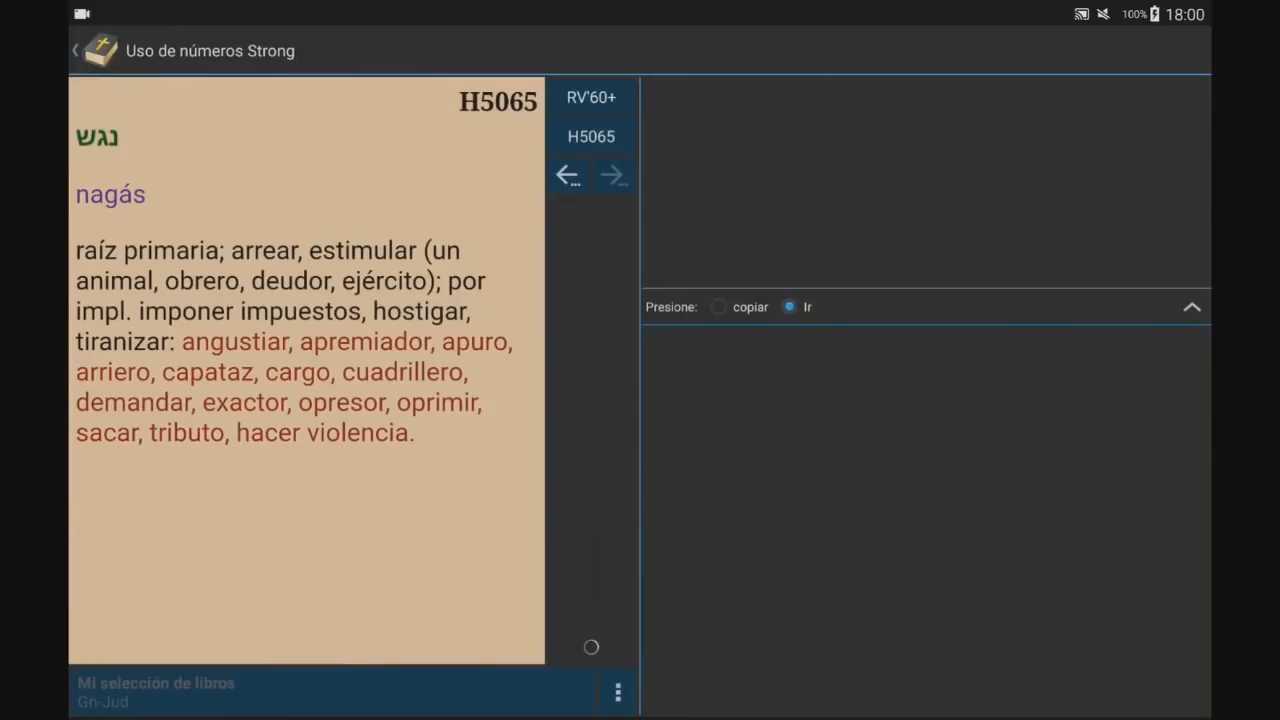 100% 18:00
Uso de números Strong
H5065
נגש
nagás
raíz primaria; arrear, estimular (un
animal, obrero, deudor, ejército); por
impl. imponer impuestos, hostigar,
tiranizar: angustiar, apremiador, apuro,
arriero, capataz, cargo, cuadrillero,
demandar, exactor, opresor, oprimir,
sacar, tributo, hacer violencia.
RV'60+
H5065
Presione: copiar Ir
Mi selección de libros
Gn-Jud